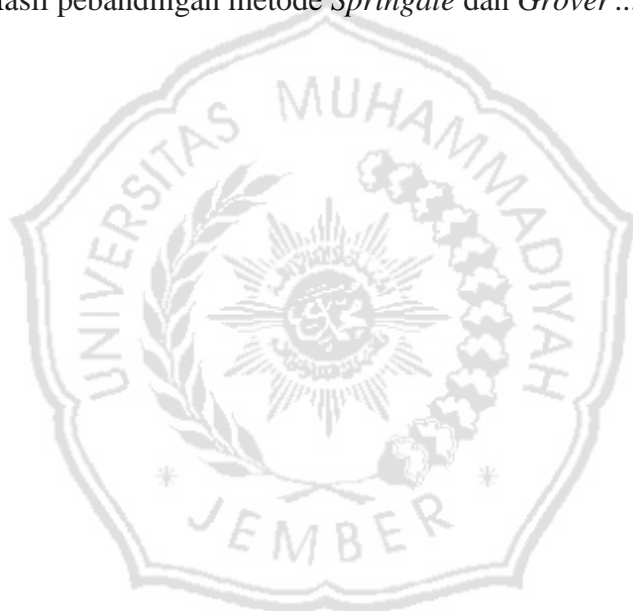 asil pebandingan metode Springate dan Grover ...
UNIVERSITAS MUHAMMADIYAH
JEMBER